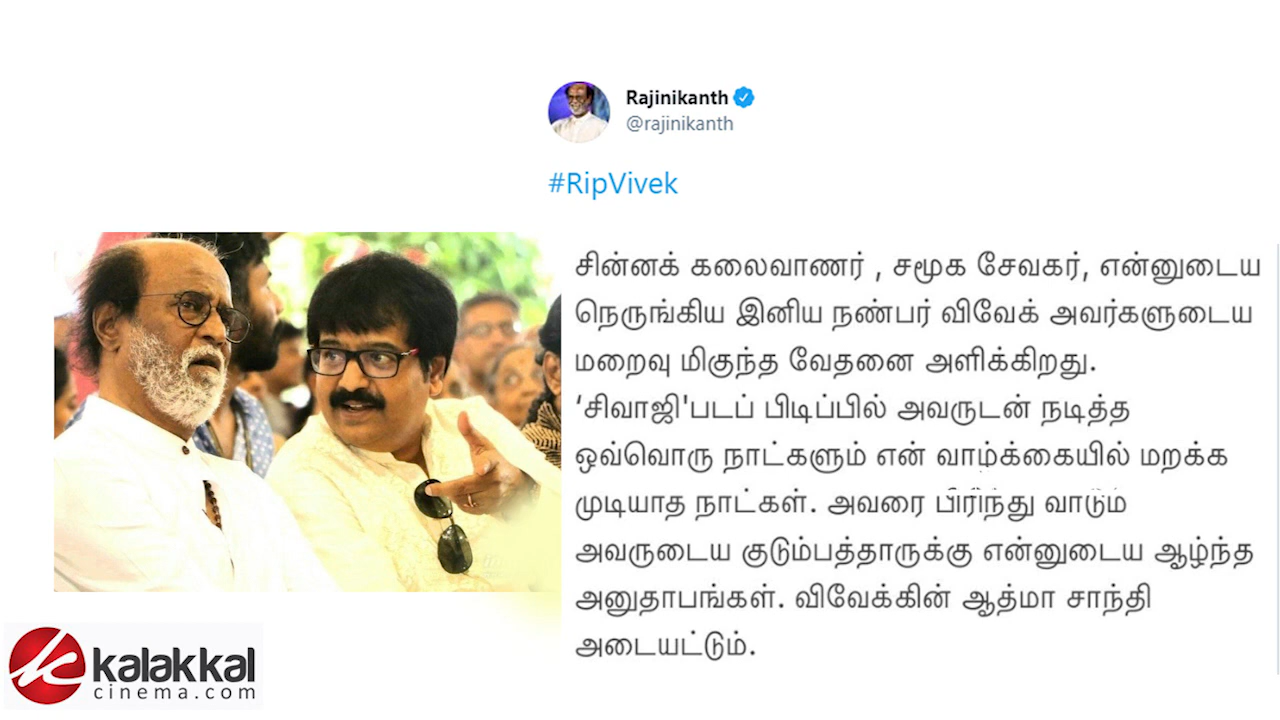 Rajinikanth
@rajinikanth
#RipVivek
சின்னக் கலைவாணர் , சமூக சேவகர், என்னுடைய
நெருங்கிய இனிய நண்பர் விவேக் அவர்களுடைய
மறைவு மிகுந்த வேதனை அளிக்கிறது.
‘சிவாஜி'படப் பிடிப்பில் அவருடன் நடித்த
ஒவ்வொரு நாட்களும் என் வாழ்க்கையில் மறக்க
முடியாத நாட்கள். அவரை பிரிந்து வாடும்
அவருடைய குடும்பத்தாருக்கு என்னுடைய ஆழ்ந்த
அனுதாபங்கள். விவேக்கின் ஆத்மா சாந்தி
அடையட்டும்.
kalakkal
cinema.com